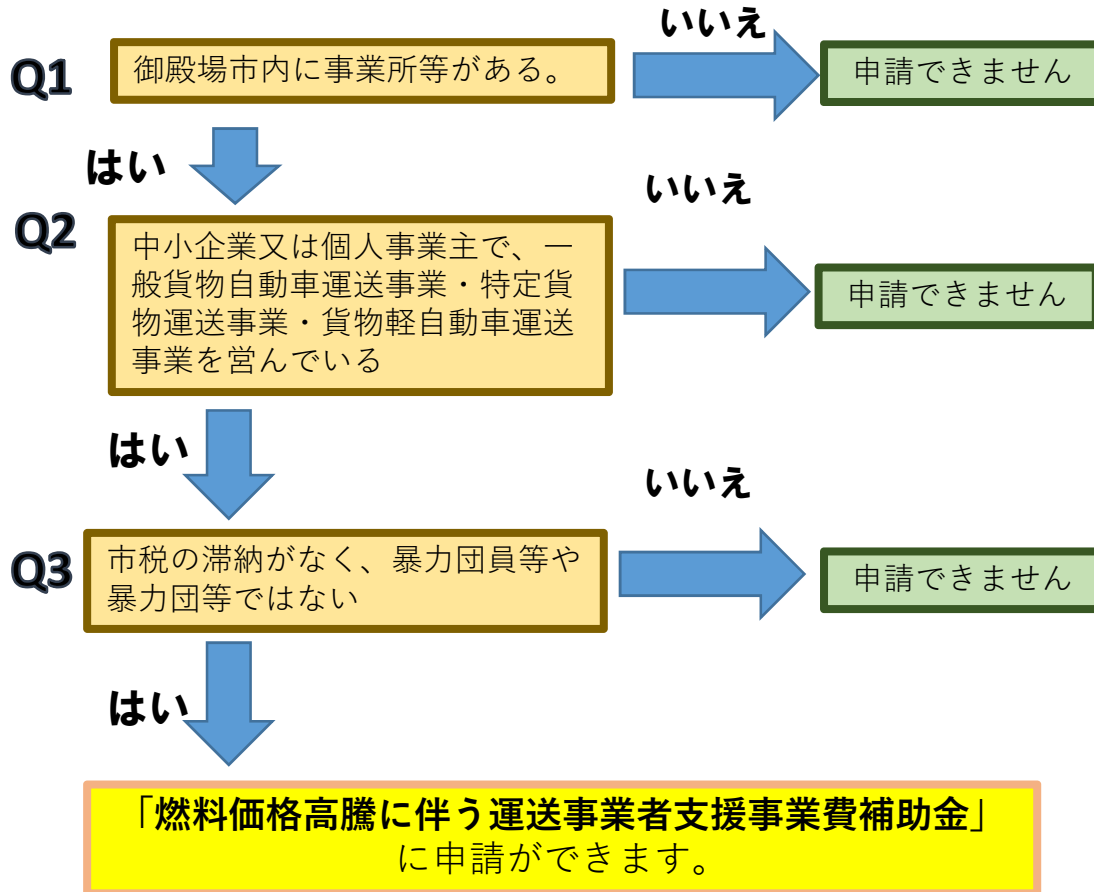 いいえ
Q1
御殿場市内に事業所等がある。
申請できません
はい
いいえ
Q2
中小企業又は個人事業主で、一
般貨物自動車運送事業・特定貨
物運送事業・貨物軽自動車運送
事業を営んでいる
申請できません
はい
いいえ
Q3
市税の滞納がなく、暴力団員等や
暴力団等ではない
申請できません
はい
「燃料価格高騰に伴う運送事業者支援事業費補助金」
に申請ができます。